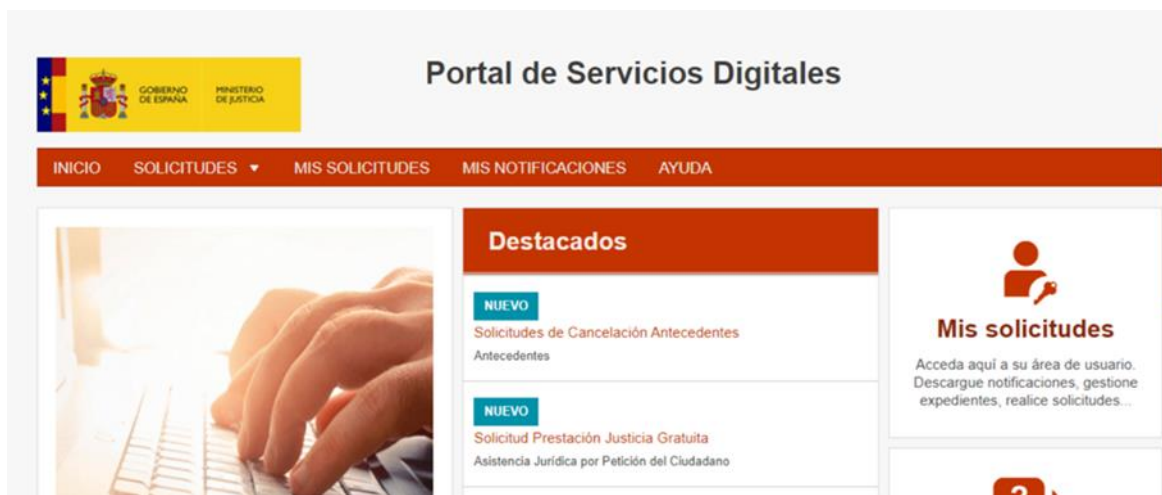 GOBIERNO
DE ESPAÑA
MINISTERIO
DE JUSTICIA
Portal de Servicios Digitales
INICIO SOLICITUDES MIS SOLICITUDES MIS NOTIFICACIONES AYUDA
Destacados
NUEVO
Solicitudes de Cancelación Antecedentes
Antecedentes
NUEVO
Solicitud Prestación Justicia Gratuita
Asistencia Jurídica por Petición del Ciudadano
Mis solicitudes
Acceda aquí a su área de usuario.
Descargue notificaciones, gestione
expedientes, realice solicitudes...
?